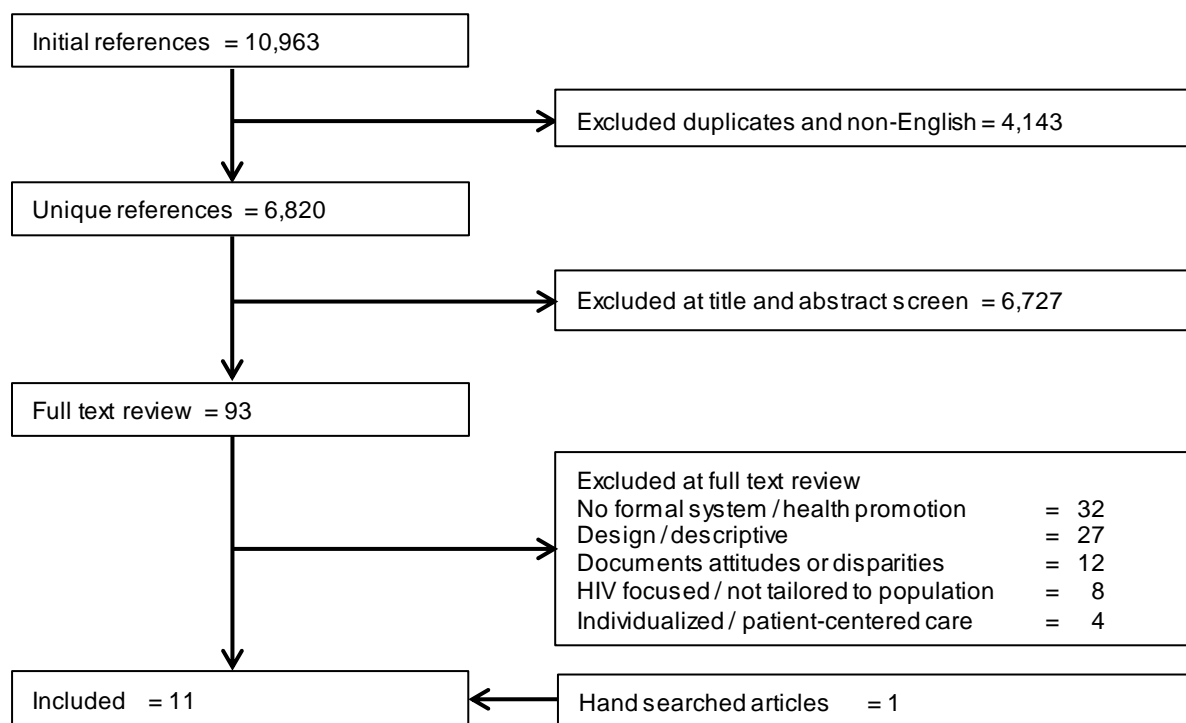 Initial references = 10,963
Excluded duplicates and non-English = 4,143
Unique references = 6,820
Excluded at title and abstract screen = 6,727
Full text review = 93
Excluded at full text review
No formal system / health promotion = 32
Design / descriptive = 27
Documents attitudes or disparities = 12
HIV focused / not tailored to population = 8
Individualized / patient-centered care = 4
Included = 11
Hand searched articles = 1